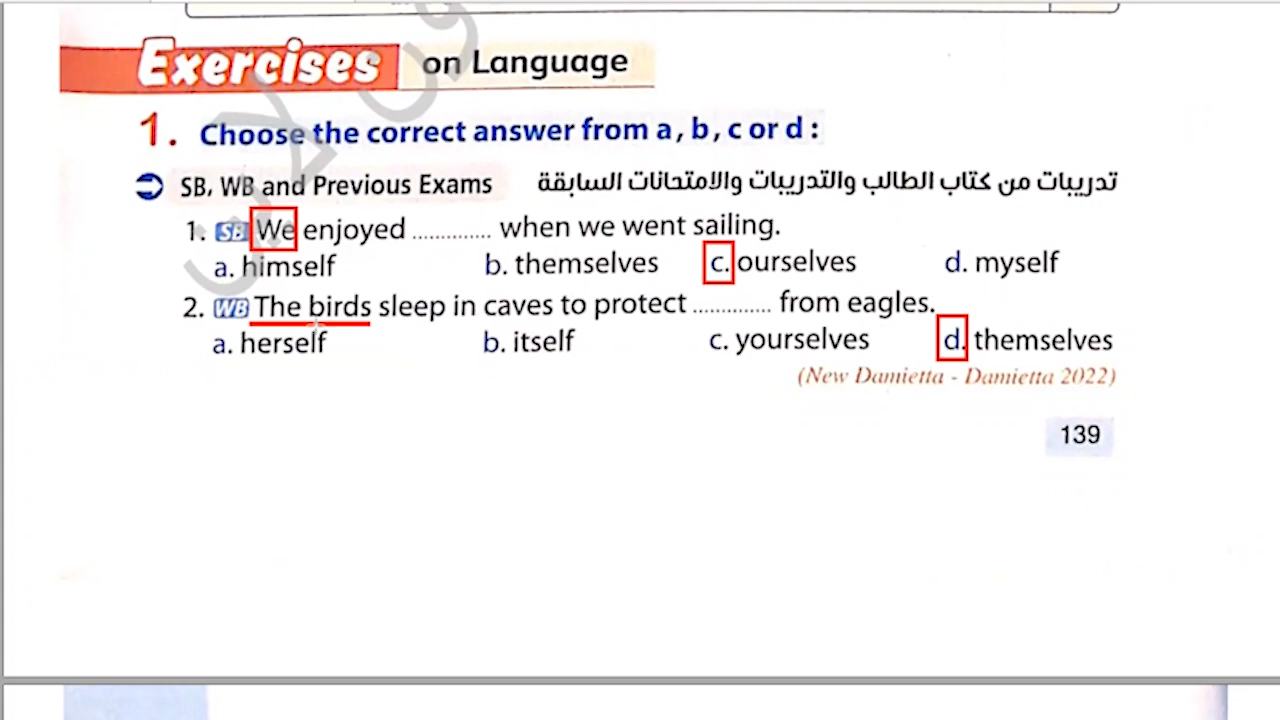 Exercises on Language
1. Choose the correct answer from a, b, c or d :
SB, WB and Previous Exams تدريبات من كتاب الطالب والتدريبات والامتحانات السابقة
1. SB We enjoyed .............. when we went sailing.
a. himself b. themselves c. ourselves d. myself
2. WB The birds sleep in caves to protect .............. from eagles.
a. herself b. itself c. yourselves d. themselves
(New Damietta - Damietta 2022)
139